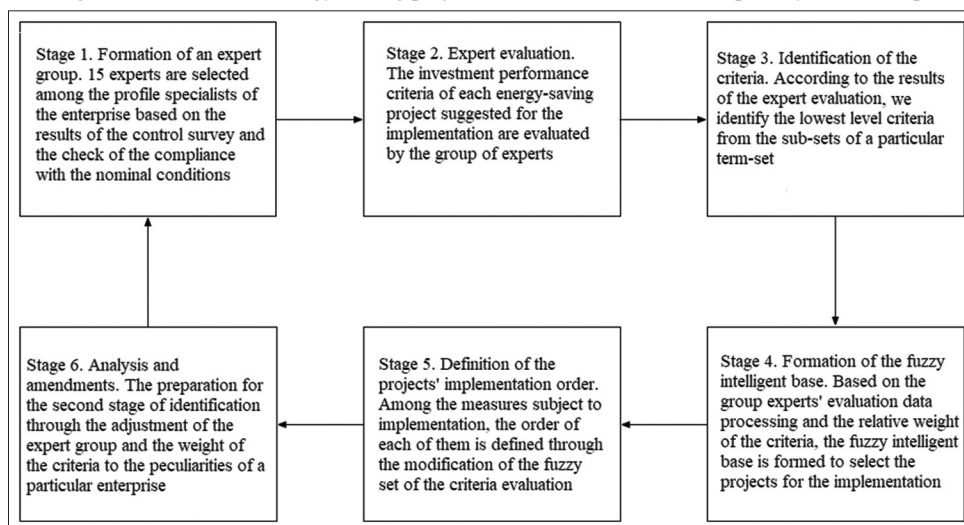 Stage 1. Formation of an expert
group. 15 experts are selected
among the profile specialists of
the enterprise based on the
results of the control survey and
the check of the compliance
with the nominal conditions
Stage 2. Expert evaluation.
The investment performance
criteria of each energy-saving
project suggested for the
implementation are evaluated
by the group of experts
Stage 3. Identification of the
criteria. According to the results
of the expert evaluation, we
identify the lowest level criteria
from the sub-sets of a particular
term-set
Stage 4. Formation of the fuzzy
intelligent base. Based on the
group experts' evaluation data
processing and the relative weight
of the criteria, the fuzzy intelligent
base is formed to select the
projects for the implementation
Stage 5. Definition of the
projects' implementation order.
Among the measures subject to
implementation, the order of
each of them is defined through
the modification of the fuzzy
set of the criteria evaluation
Stage 6. Analysis and
amendments. The preparation for
the second stage of identification
through the adjustment of the
expert group and the weight of
the criteria to the peculiarities of a
particular enterprise